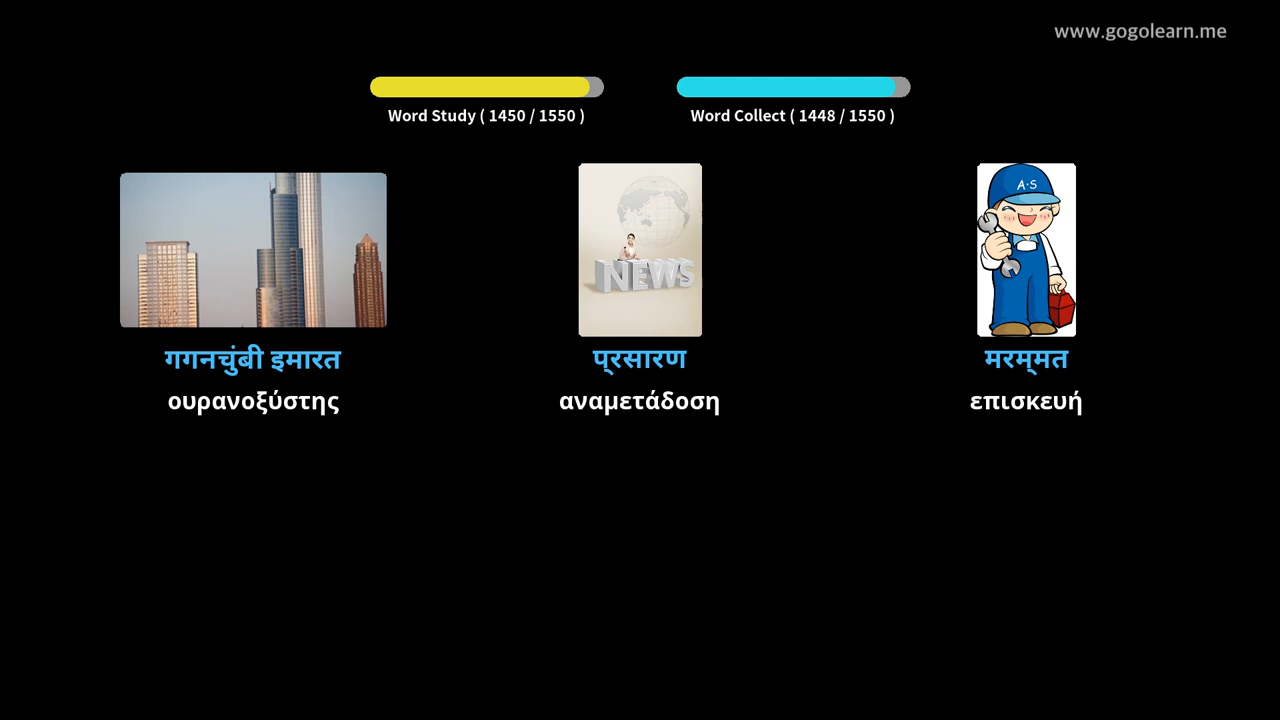 www.gogolearn.me
Word Study ( 1450 / 1550 )
Word Collect ( 1448 / 1550 )
NEWS
A·S
गगनचुंबी इमारत
प्रसारण
मरम्मत
ουρανοξύστης
αναμετάδοση
επισκευή